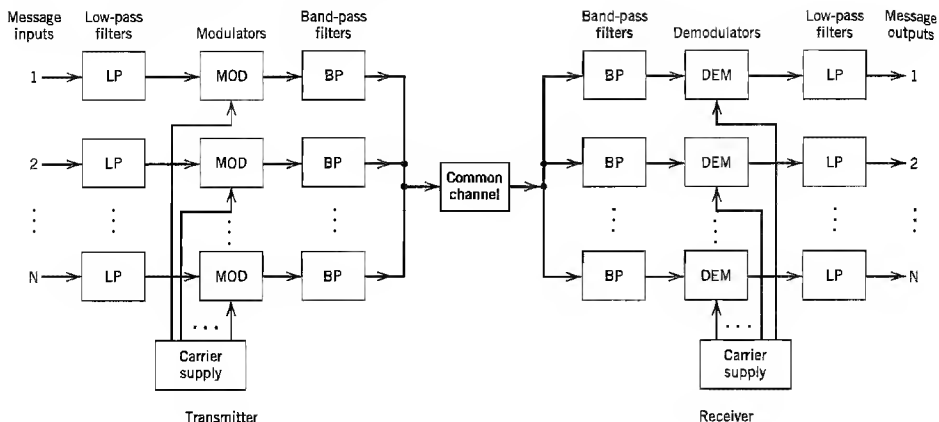 Message inputs
Low-pass filters
Modulators
Band-pass filters
Band-pass filters
Demodulators
Low-pass filters
Message outputs
1
LP
MOD
BP
BP
DEM
LP
1
2
LP
MOD
BP
Common channel
BP
DEM
LP
2
N
LP
MOD
BP
BP
DEM
LP
N
Carrier supply
Carrier supply
Transmitter
Receiver